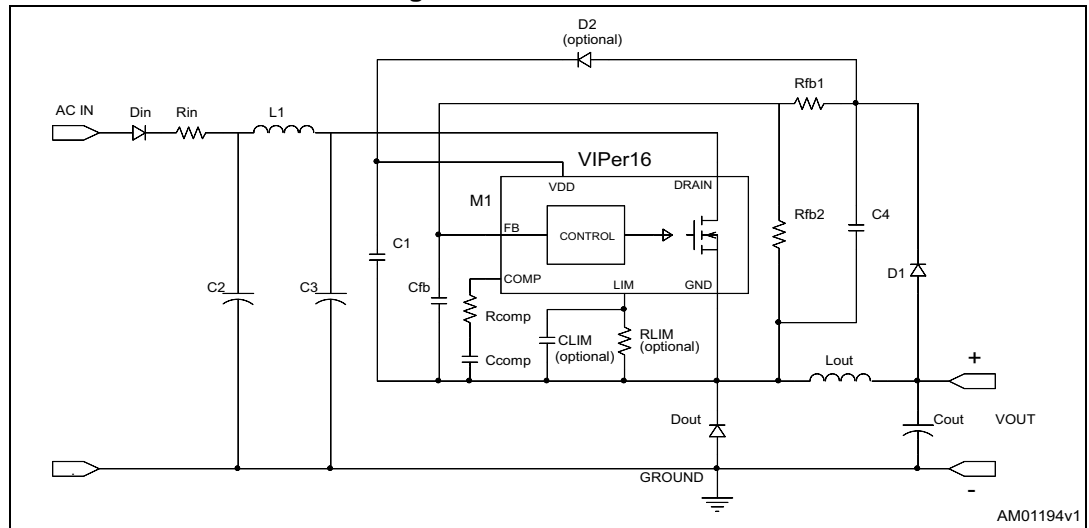 D2
(optional)
Rfb1
AC IN
Din
Rin
L1
VIPer16
VDD
DRAIN
M1
FB
CONTROL
Rfb2
C4
C1
D1
COMP
LIM
GND
C2
C3
Cfb
Rcomp
CLIM
(optional)
RLIM
(optional)
Ccomp
Lout
+
Dout
Cout
VOUT
GROUND
-
AM01194v1